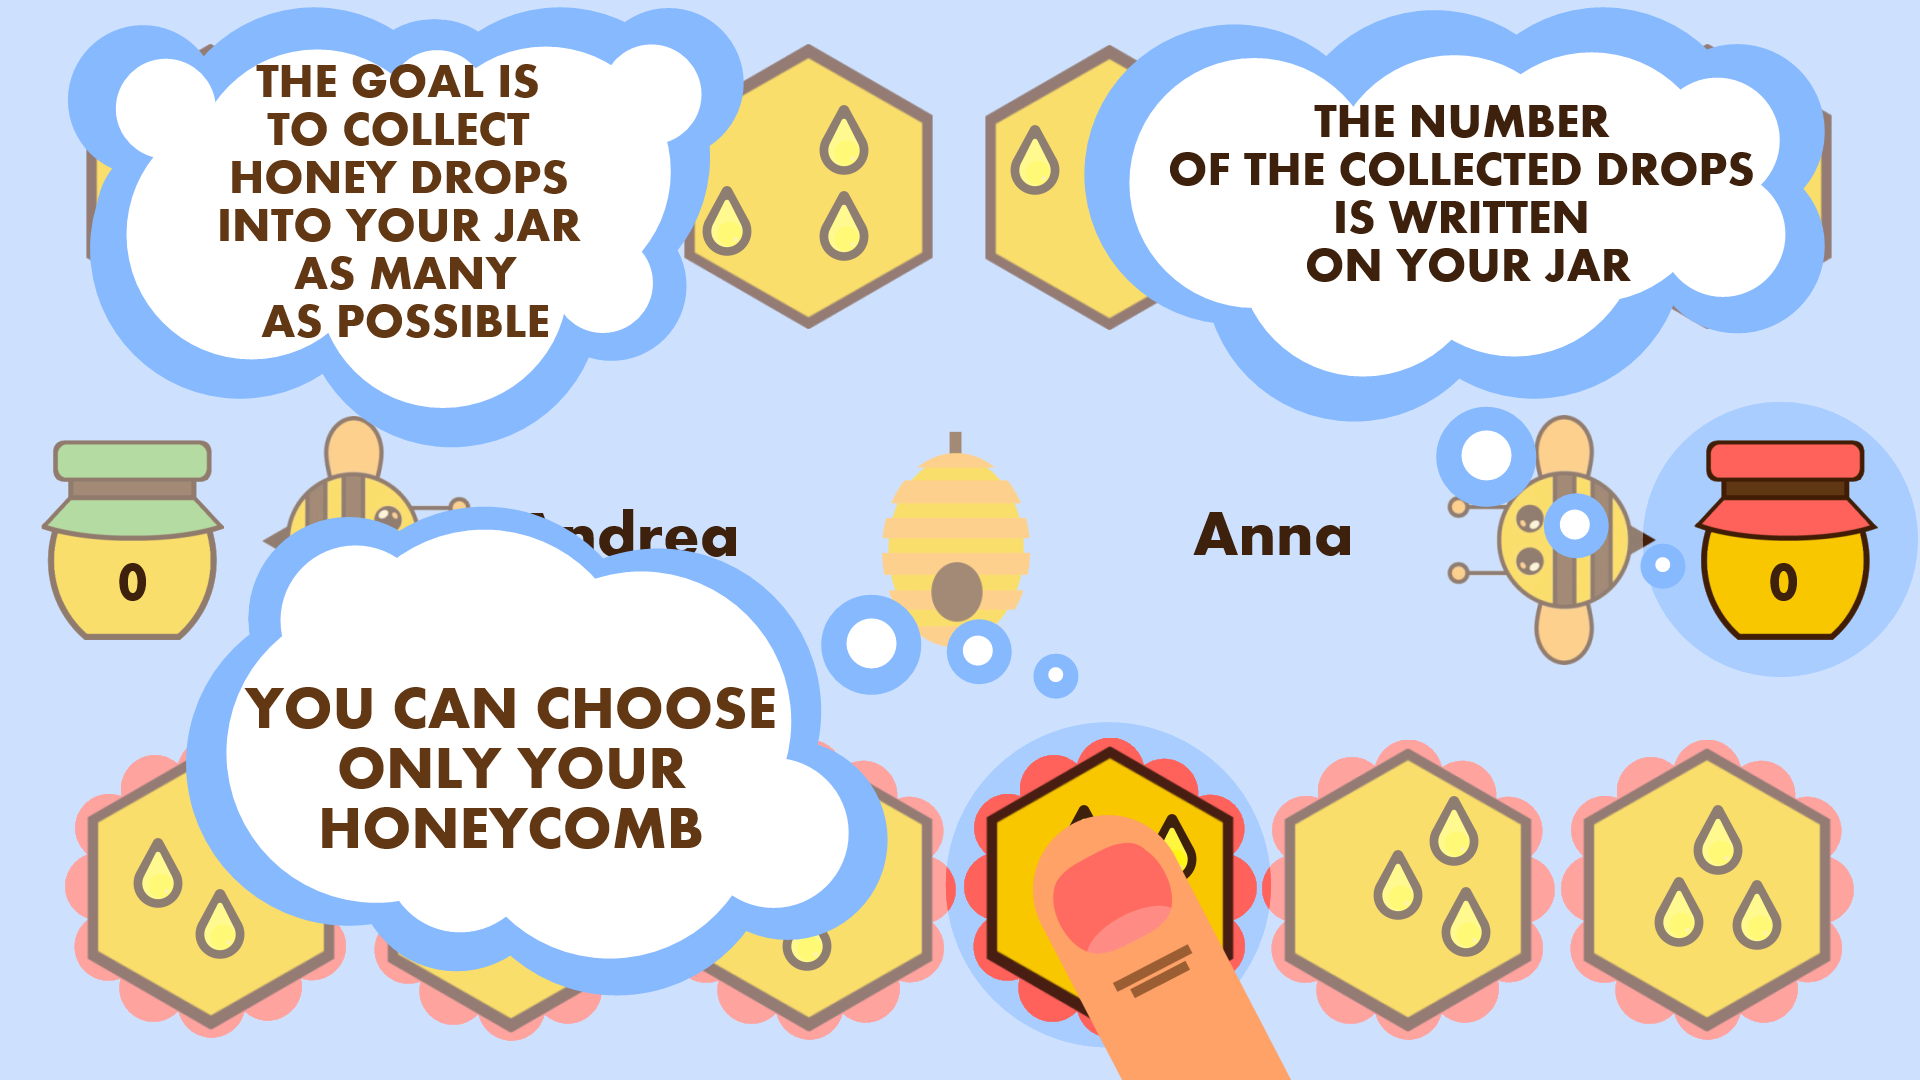 THE GOAL IS
TO COLLECT
HONEY DROPS
INTO YOUR JAR
AS MANY
AS POSSIBLE
THE NUMBER
OF THE COLLECTED DROPS
IS WRITTEN
ON YOUR JAR
0
Andrea
Anna
0
YOU CAN CHOOSE
ONLY YOUR
HONEYCOMB